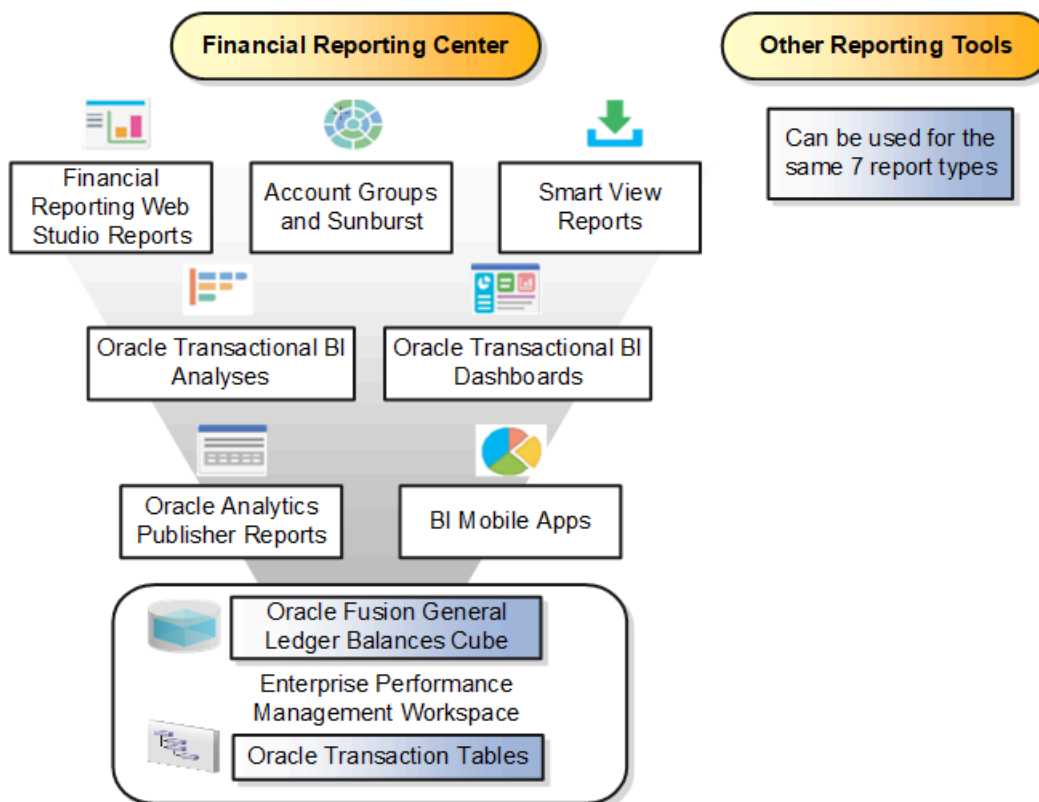 Financial Reporting Center
Other Reporting Tools
Financial
Reporting Web
Studio Reports
Account Groups
and Sunburst
Smart View
Reports
Can be used for the
same 7 report types
Oracle Transactional BI
Analyses
Oracle Transactional BI
Dashboards
Oracle Analytics
Publisher Reports
BI Mobile Apps
Oracle Fusion General
Ledger Balances Cube
Enterprise Performance
Management Workspace
Oracle Transaction Tables